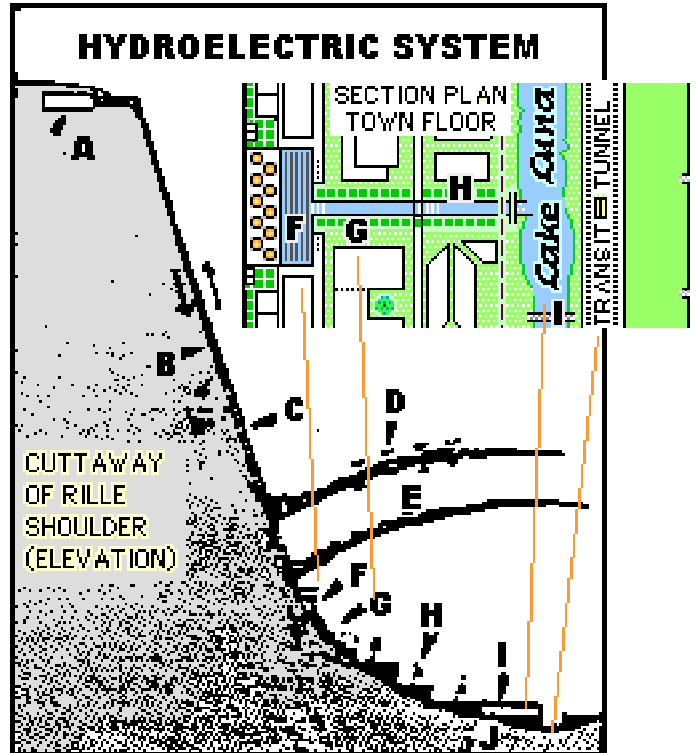 HYDROELECTRIC SYSTEM
SECTION PLAN
TOWN FLOOR
A
H
F
G
Lake Luna
TRANSIT TUNNEL
B
C
D
E
CUTTAWAY
OF RILLE
SHOULDER
(ELEVATION)
F
G
H
I
J